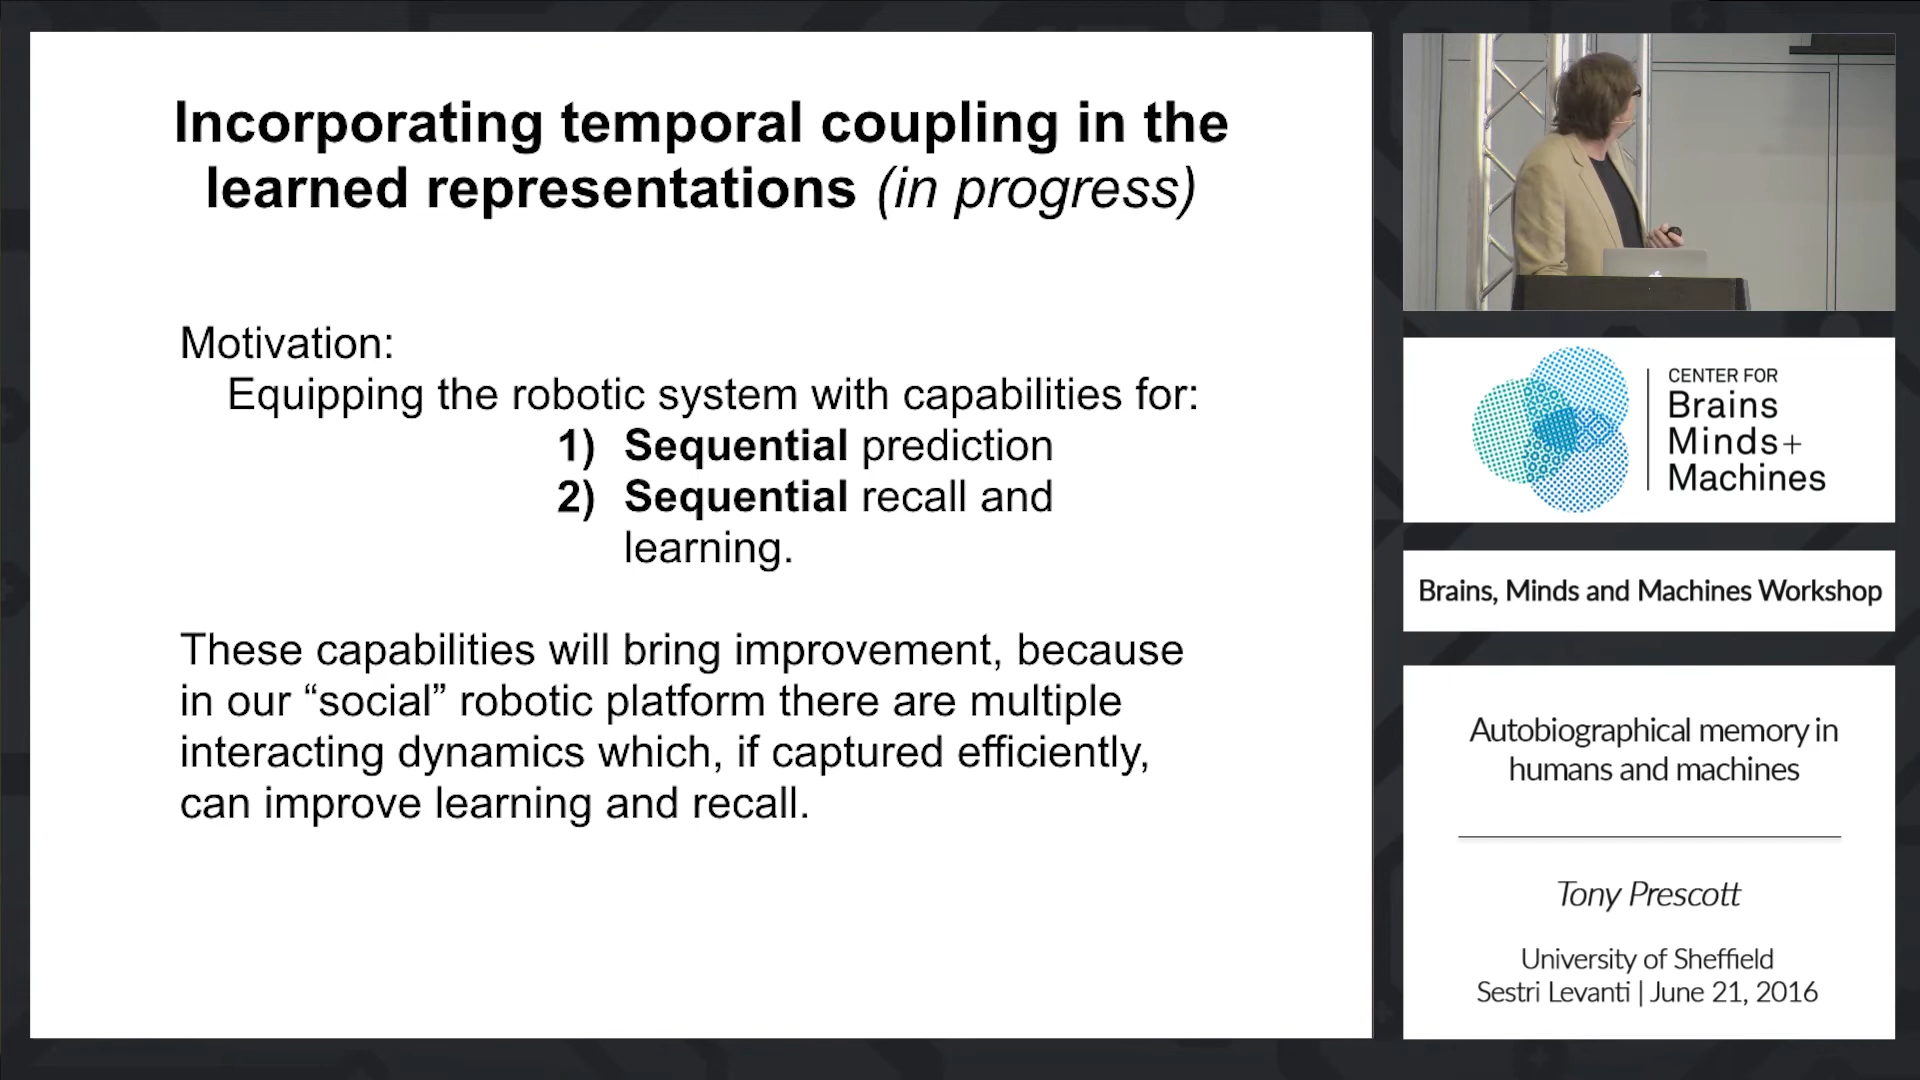 Incorporating temporal coupling in the
learned representations (in progress)
Motivation:
Equipping the robotic system with capabilities for:
1) Sequential prediction
2) Sequential recall and
learning.
These capabilities will bring improvement, because
in our “social” robotic platform there are multiple
interacting dynamics which, if captured efficiently,
can improve learning and recall.
CENTER FOR
Brains
Minds+
Machines
Brains, Minds and Machines Workshop
Autobiographical memory in
humans and machines
Tony Prescott
University of Sheffield
Sestri Levanti | June 21, 2016